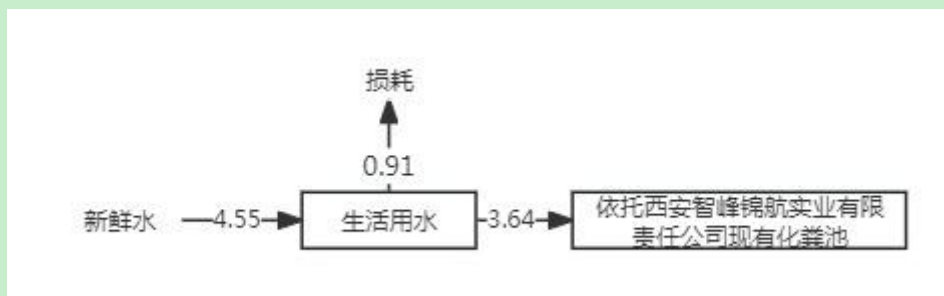 损耗
0.91
新鲜水
4.55
生活用水
3.64
依托西安智峰锦航实业有限
责任公司现有化粪池